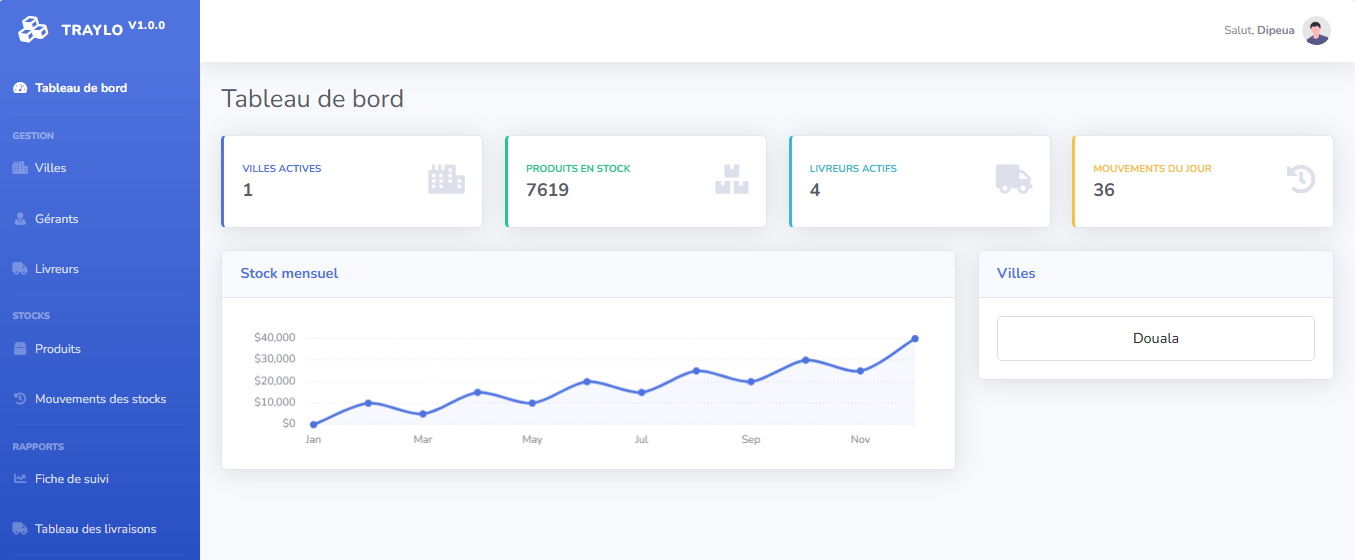 TRAYLO V1.0.0
Salut, Dipeua
Tableau de bord
GESTION
Villes
Gérants
Livreurs
STOCKS
Produits
Mouvements des stocks
RAPPORTS
Fiche de suivi
Tableau des livraisons
Tableau de bord
VILLES ACTIVES
1
PRODUITS EN STOCK
7619
LIVREURS ACTIFS
4
MOUVEMENTS DU JOUR
36
Stock mensuel
$40,000
$30,000
$20,000
$10,000
$0
Jan Mar May Jul Sep Nov
Villes
Douala